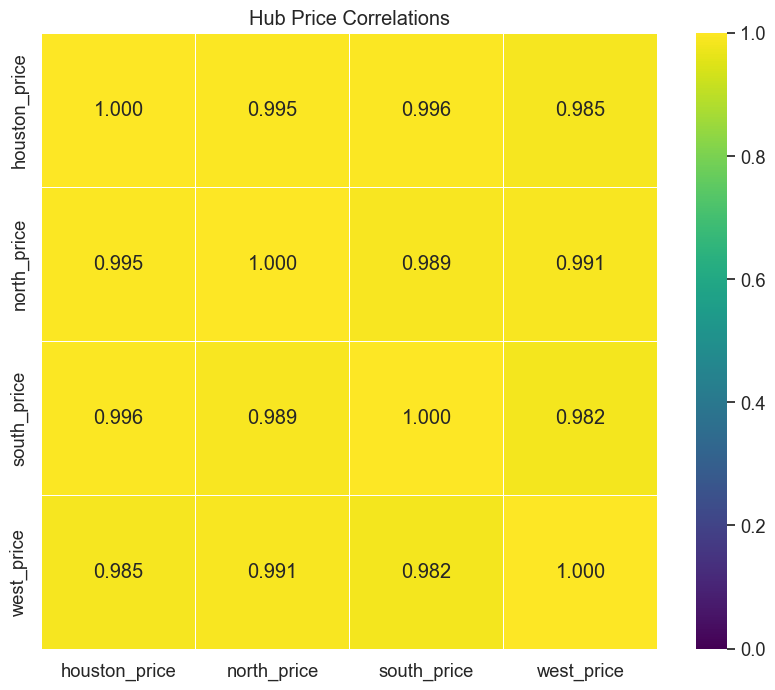 Hub Price Correlations
houston_price 1.000 0.995 0.996 0.985
north_price 0.995 1.000 0.989 0.991
south_price 0.996 0.989 1.000 0.982
west_price 0.985 0.991 0.982 1.000
houston_price north_price south_price west_price
1.0
0.8
0.6
0.4
0.2
0.0